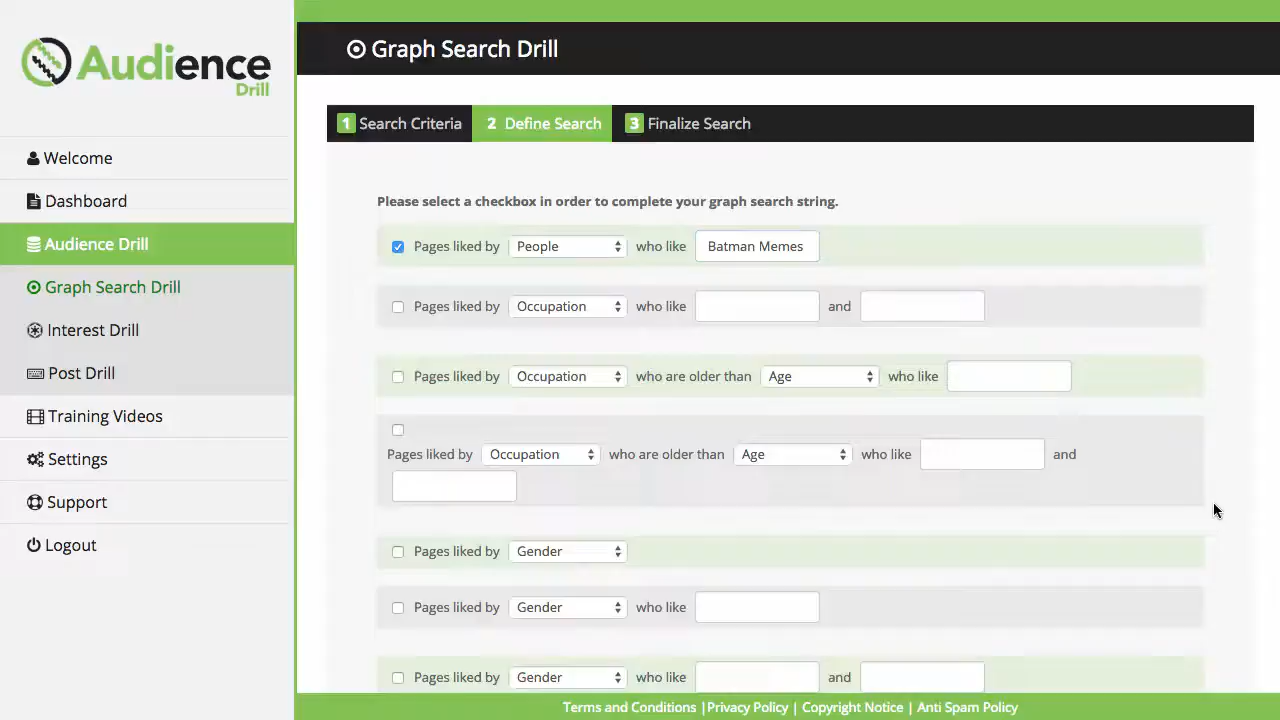 Audience
Drill
Welcome
Dashboard
Audience Drill
Graph Search Drill
Interest Drill
Post Drill
Training Videos
Settings
Support
Logout
Graph Search Drill
1 Search Criteria 2 Define Search 3 Finalize Search
Please select a checkbox in order to complete your graph search string.
Pages liked by People who like Batman Memes
Pages liked by Occupation who like and
Pages liked by Occupation who are older than Age who like
Pages liked by Occupation who are older than Age who like and
Pages liked by Gender
Pages liked by Gender who like
Pages liked by Gender who like and
Terms and Conditions |Privacy Policy | Copyright Notice | Anti Spam Policy